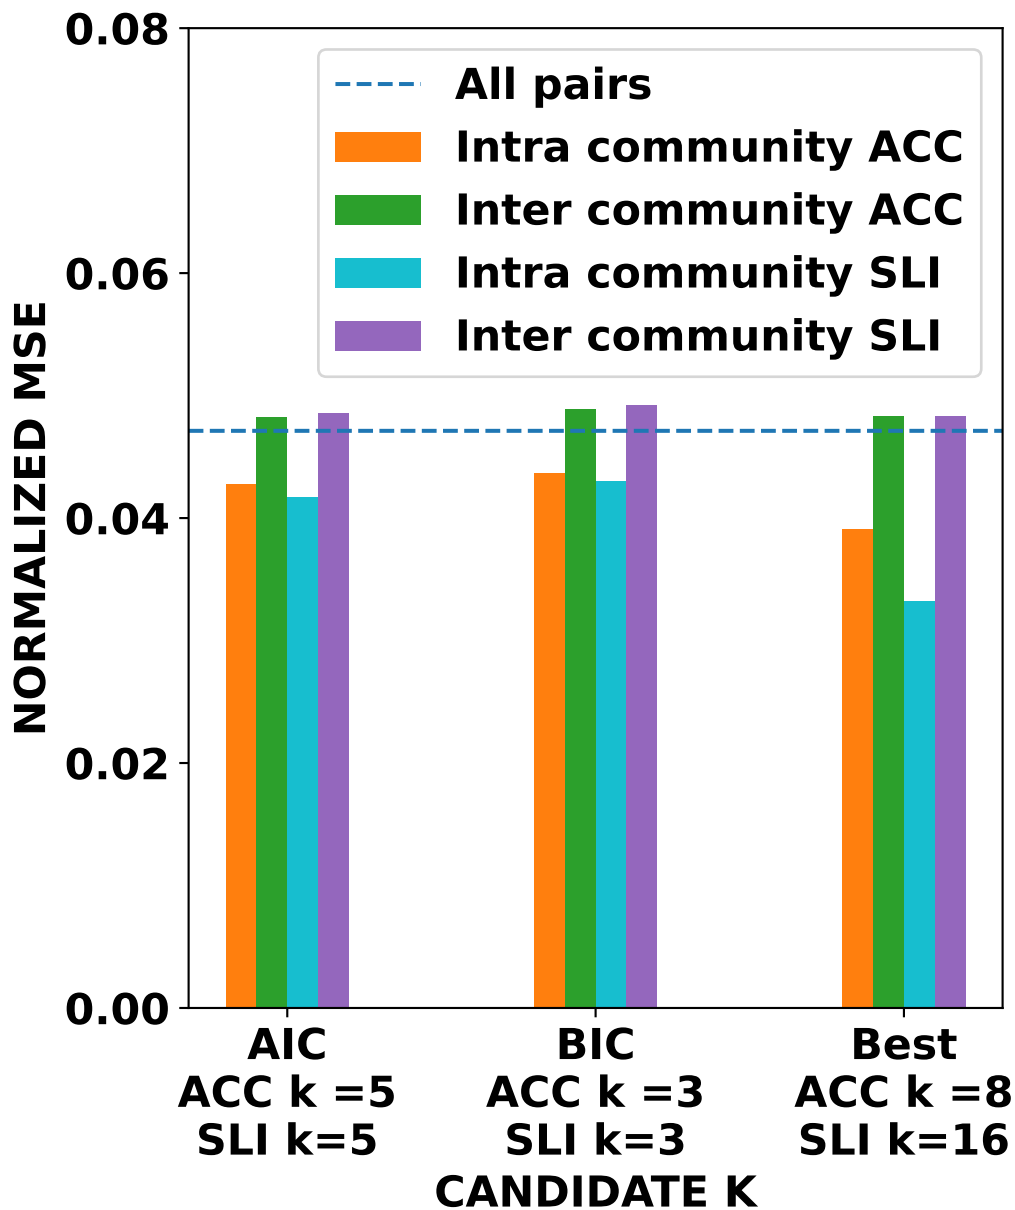 0.08
0.06
0.04
0.02
0.00
NORMALIZED MSE
All pairs
Intra community ACC
Inter community ACC
Intra community SLI
Inter community SLI
AIC
ACC k =5
SLI k=5
BIC
ACC k =3
SLI k=3
Best
ACC k =8
SLI k=16
CANDIDATE K